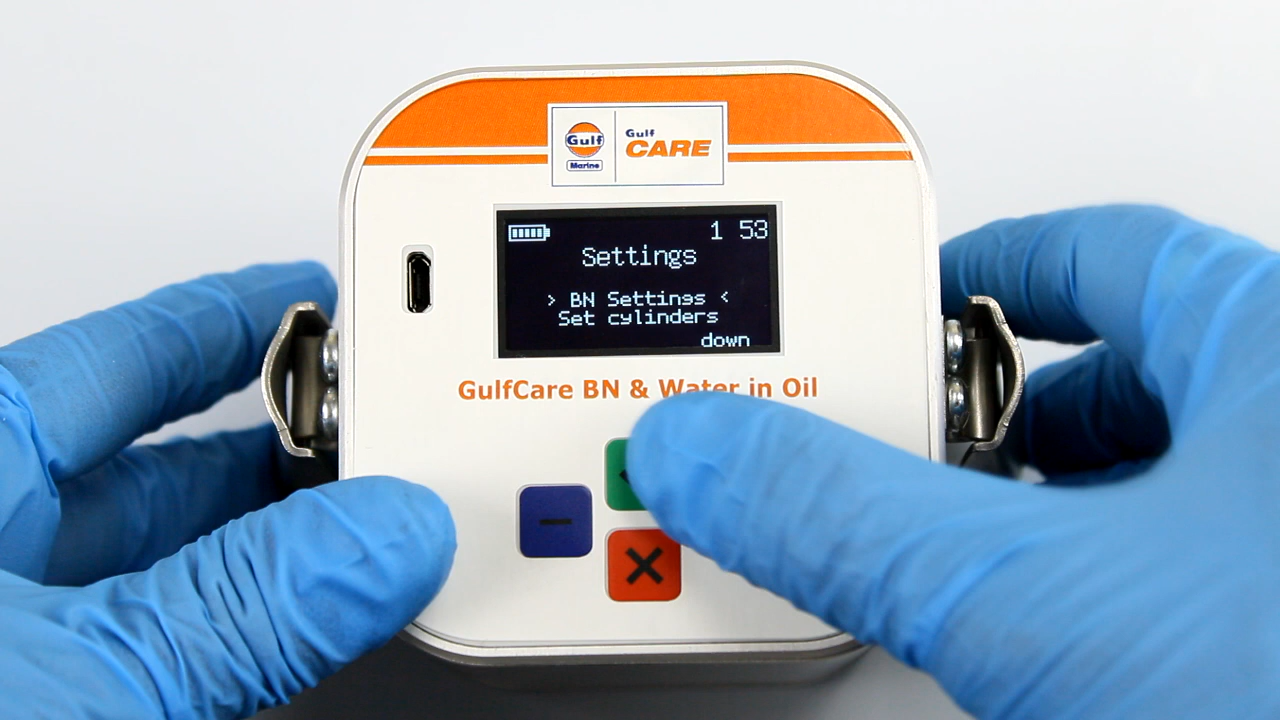 Gulf
Marine
Gulf
CARE
1 53
Settings
> BN Settings <
Set cylinders
down
GulfCare BN & Water in Oil